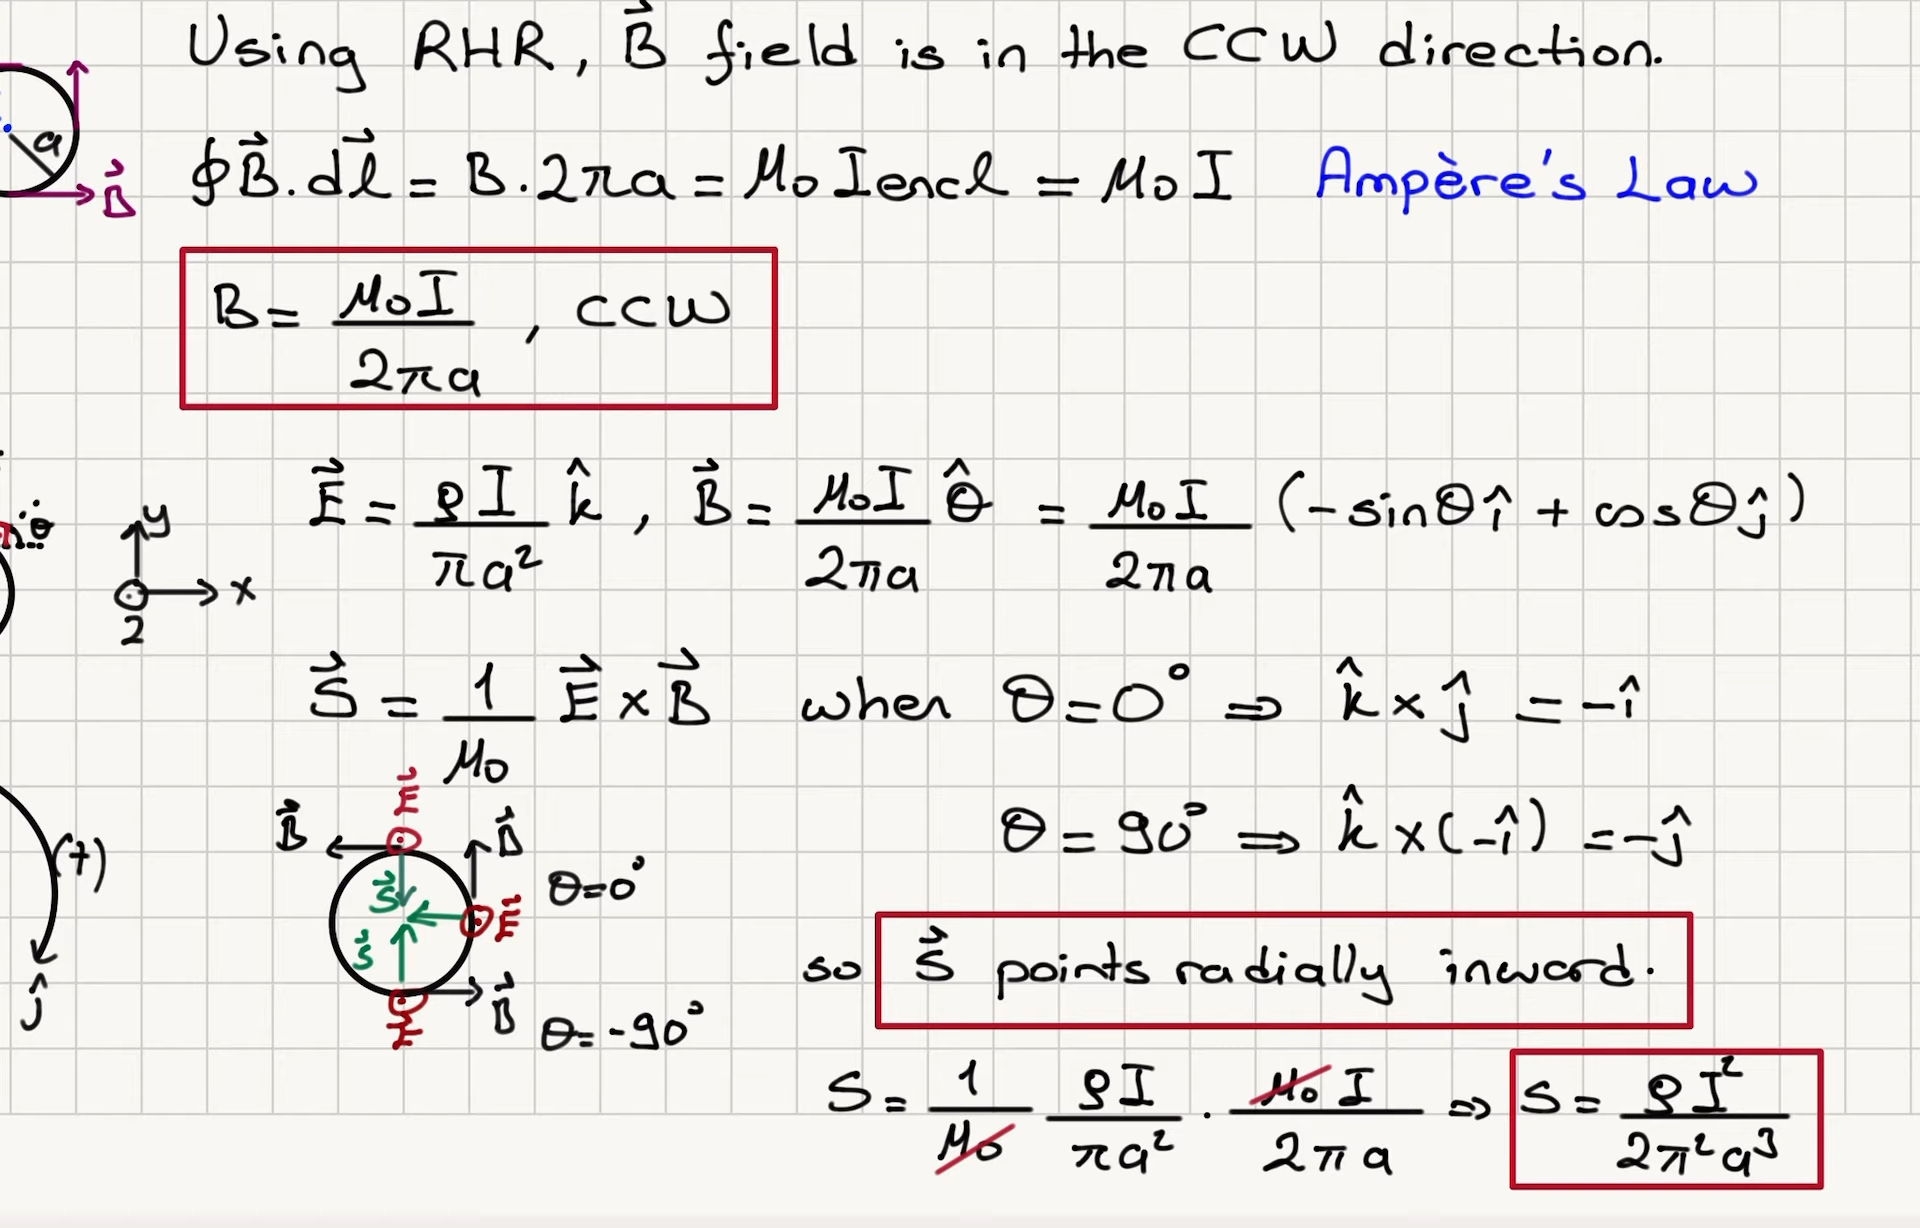 Using RHR, B⃗ field is in the CCW direction.
a
B⃗
∮B⃗.dl⃗ = B.2πa = μ₀ Iencl = μ₀ I Ampère's Law
B = μ₀I / 2πa , CCW
E⃗ = ρI / πa² k̂ , B⃗ = μ₀I / 2πa θ̂ = μ₀I / 2πa (-sinθ î + cosθ ĵ)
y
x
z
S⃗ = 1/μ₀ E⃗ × B⃗ when θ = 0° ⇒ k̂ × ĵ = -î
θ = 90° ⇒ k̂ × (-î) = -ĵ
E⃗
B⃗
B⃗
(+)
S⃗
θ=0°
E⃗
S⃗
ĵ
B⃗
E⃗
θ=-90°
so S⃗ points radially inward.
S = 1/μ₀ ρI / πa² . μ₀I / 2πa ⇒ S = ρI² / 2π²a³